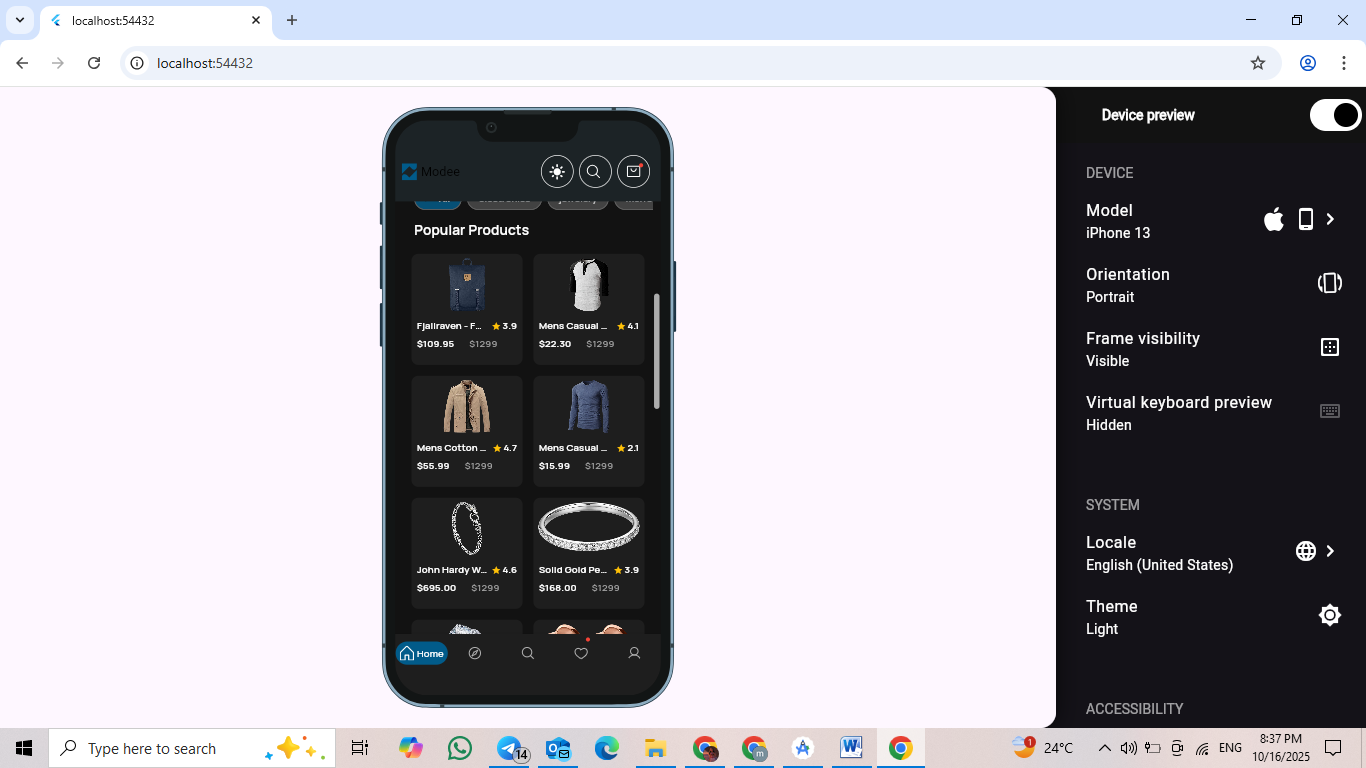 localhost:54432
localhost:54432
Modee
Popular Products
Fjallraven - F... 3.9
$109.95 $1299
Mens Casual ... 4.1
$22.30 $1299
Mens Cotton ... 4.7
$55.99 $1299
Mens Casual ... 2.1
$15.99 $1299
John Hardy W... 4.6
$695.00 $1299
Solid Gold Pe... 3.9
$168.00 $1299
Home
Device preview
DEVICE
Model
iPhone 13
Orientation
Portrait
Frame visibility
Visible
Virtual keyboard preview
Hidden
SYSTEM
Locale
English (United States)
Theme
Light
ACCESSIBILITY
Type here to search
14
m
1
24°C
ENG
8:37 PM
10/16/2025